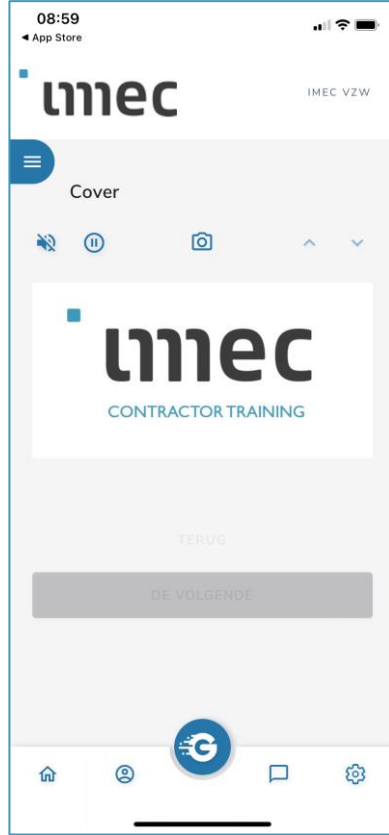 08:59
◀ App Store
imec
IMEC VZW
Cover
imec
CONTRACTOR TRAINING
TERUG
DE VOLGENDE
G